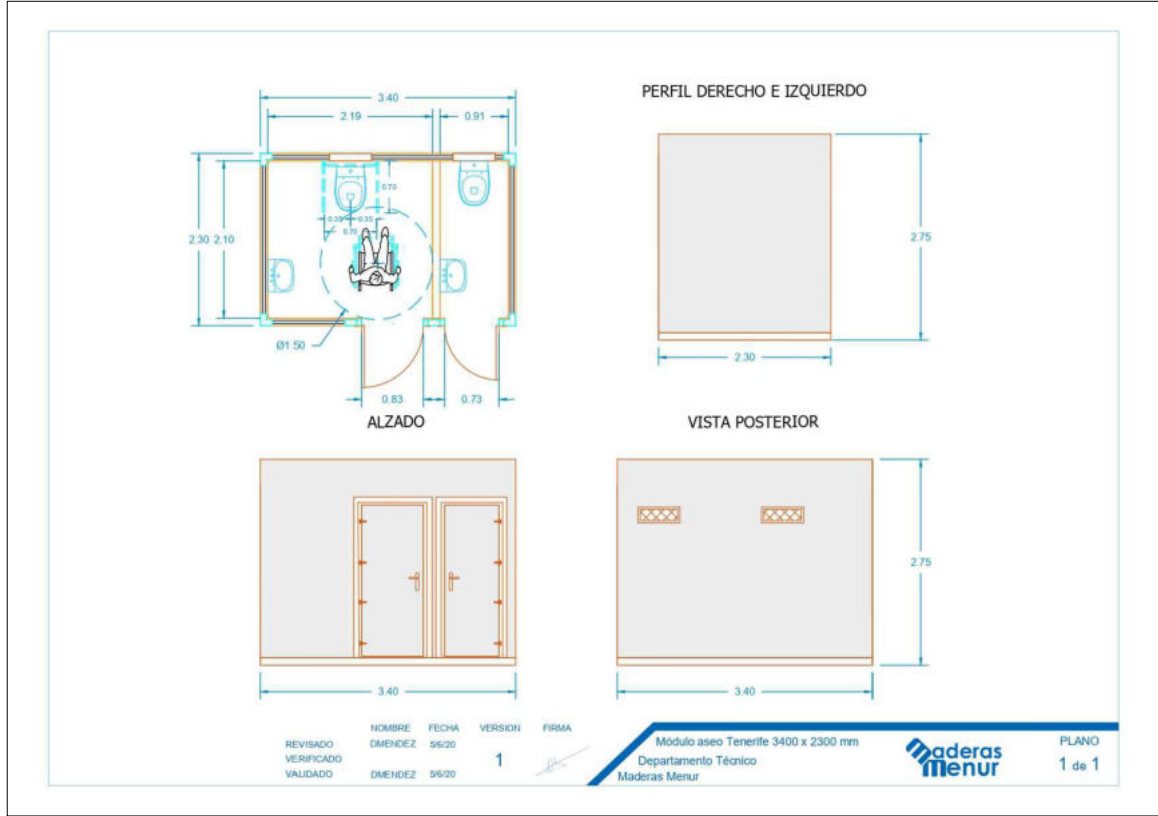 PERFIL DERECHO E IZQUIERDO
3.40
2.19
0.91
2.30
2.10
0.70
0.35
0.35
0.70
Ø1.50
0.83
0.73
2.75
2.30
ALZADO
VISTA POSTERIOR
2.75
3.40
3.40
NOMBRE FECHA VERSION FIRMA
REVISADO DMENDEZ 5/6/20
VERIFICADO
VALIDADO DMENDEZ 5/6/20
1
Módulo aseo Tenerife 3400 x 2300 mm
Departamento Técnico
Maderas Menur
maderas
menur
PLANO
1 de 1